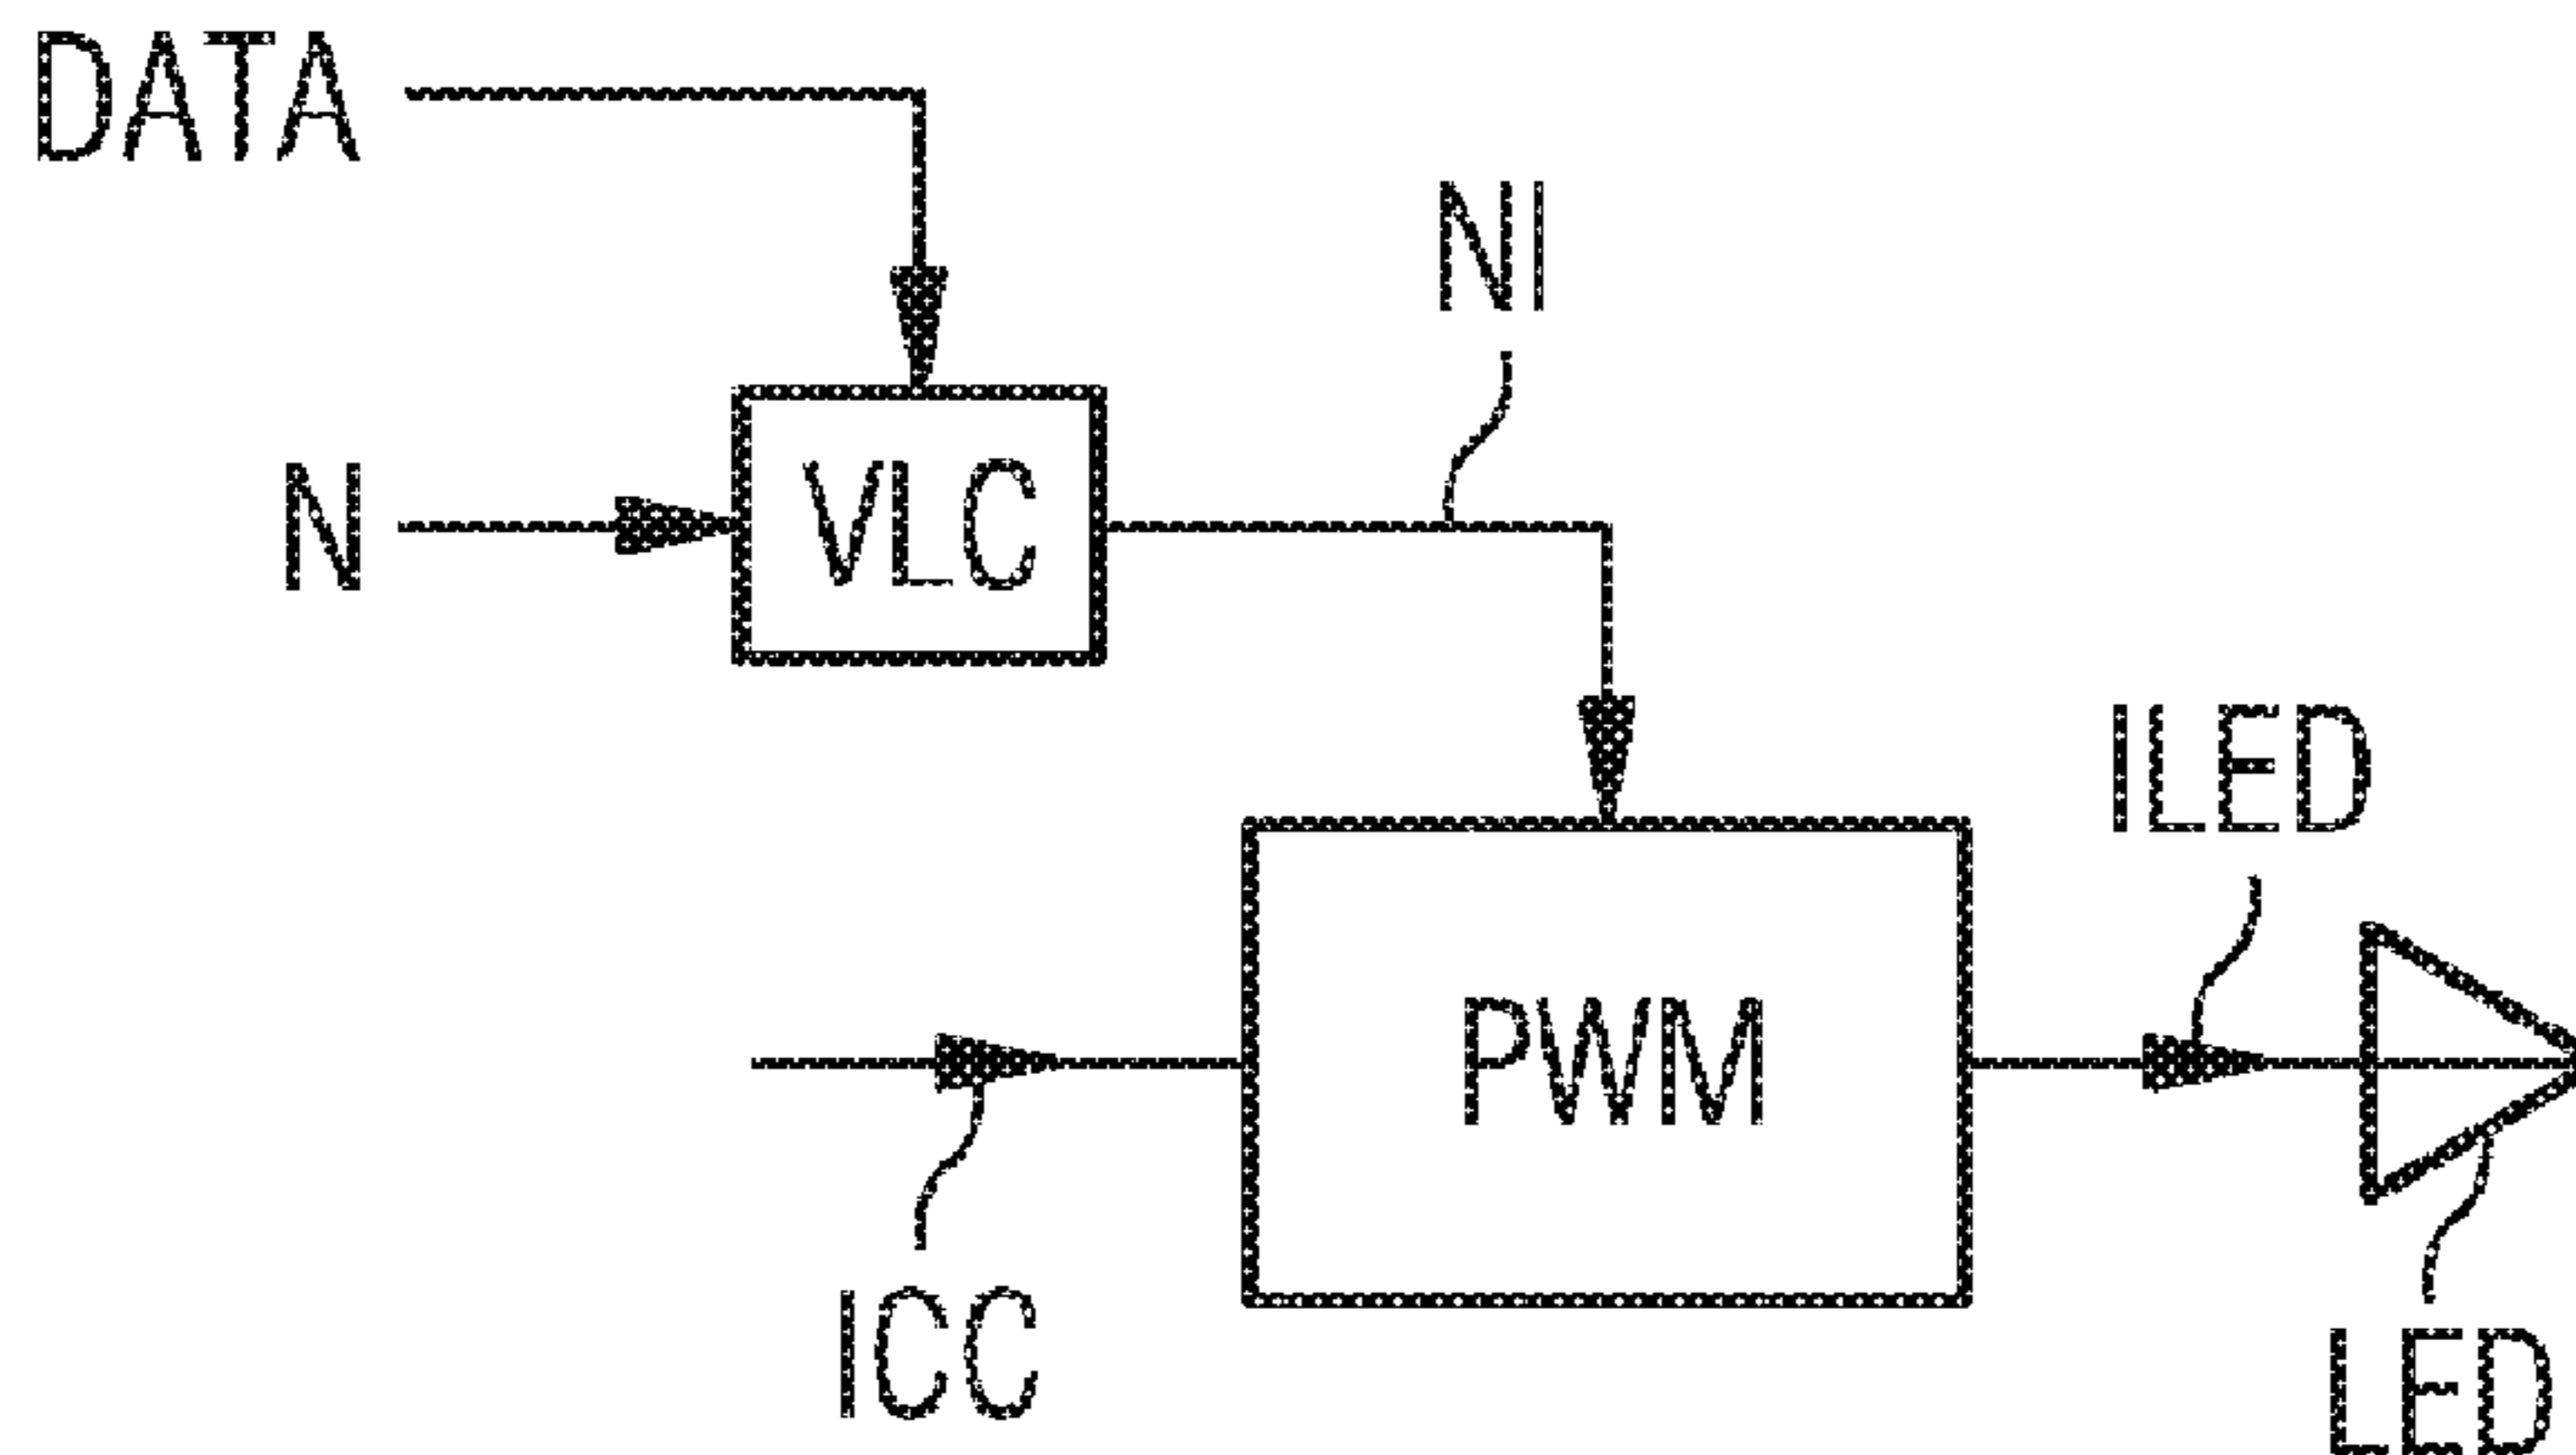 DATA
NI
N
VLC
ILED
PWM
ICC
LED